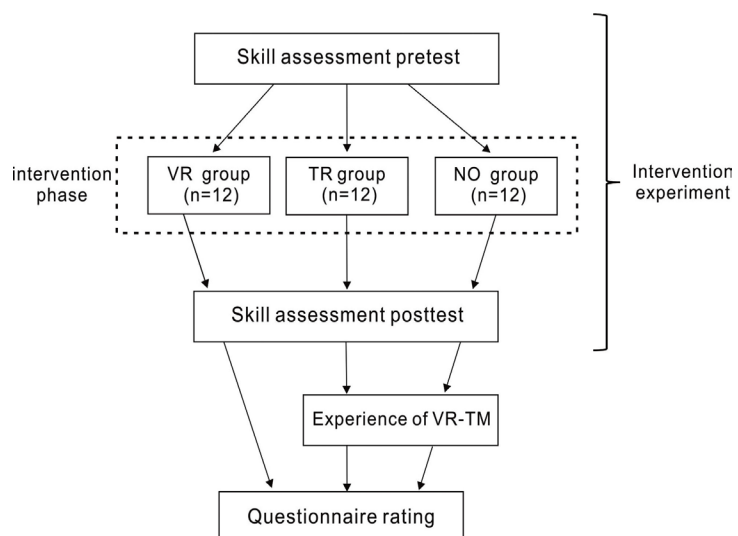 Skill assessment pretest
intervention
phase
VR group
(n=12)
TR group
(n=12)
NO group
(n=12)
Intervention
experiment
Skill assessment posttest
Experience of VR-TM
Questionnaire rating